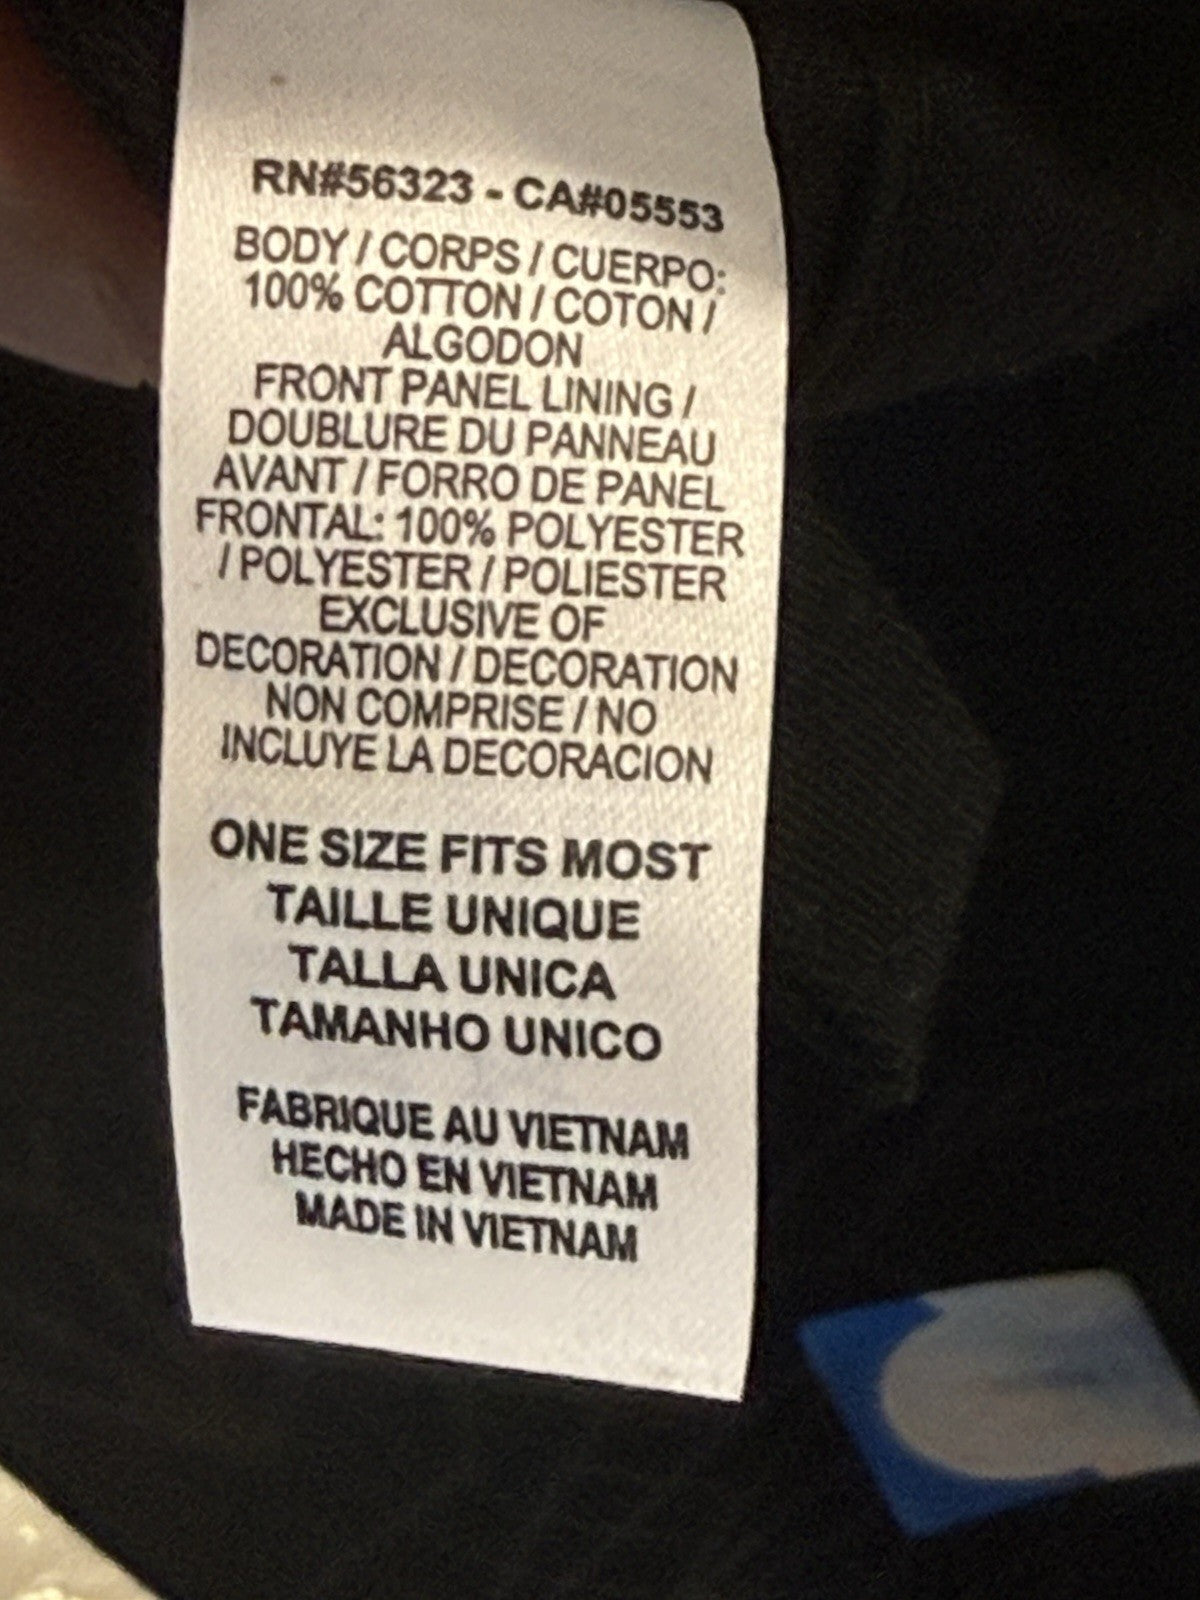 RN#56323 - CA#05553
BODY / CORPS / CUERPO:
100% COTTON / COTON /
ALGODON
FRONT PANEL LINING /
DOUBLURE DU PANNEAU
AVANT / FORRO DE PANEL
FRONTAL: 100% POLYESTER
/ POLYESTER / POLIESTER
EXCLUSIVE OF
DECORATION / DECORATION
NON COMPRISE / NO
INCLUYE LA DECORACION
ONE SIZE FITS MOST
TAILLE UNIQUE
TALLA UNICA
TAMANHO UNICO
FABRIQUE AU VIETNAM
HECHO EN VIETNAM
MADE IN VIETNAM